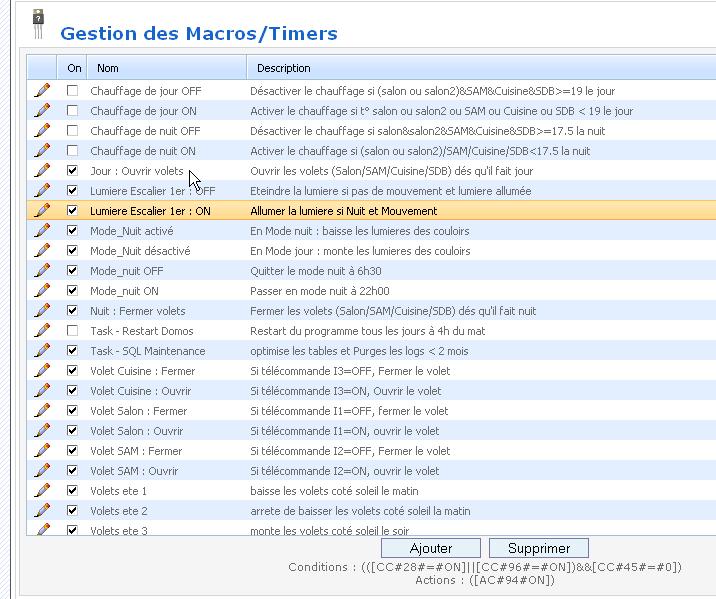 Gestion des Macros/Timers
On Nom Description
Chauffage de jour OFF Désactiver le chauffage si (salon ou salon2)&SAM&Cuisine&SDB>=19 le jour
Chauffage de jour ON Activer le chauffage si t° salon ou salon2 ou SAM ou Cuisine ou SDB < 19 le jour
Chauffage de nuit OFF Désactiver le chauffage si salon&salon2&SAM&Cuisine&SDB>=17.5 la nuit
Chauffage de nuit ON Activer le chauffage si (salon ou salon2)/SAM/Cuisine/SDB<17.5 la nuit
Jour : Ouvrir volets Ouvrir les volets (Salon/SAM/Cuisine/SDB) dés qu'il fait jour
Lumiere Escalier 1er : OFF Eteindre la lumiere si pas de mouvement et lumiere allumée
Lumiere Escalier 1er : ON Allumer la lumiere si Nuit et Mouvement
Mode_Nuit activé En Mode nuit : baisse les lumieres des couloirs
Mode_Nuit désactivé En Mode jour : monte les lumieres des couloirs
Mode_nuit OFF Quitter le mode nuit à 6h30
Mode_nuit ON Passer en mode nuit à 22h00
Nuit : Fermer volets Fermer les volets (Salon/SAM/Cuisine/SDB) dés qu'il fait nuit
Task - Restart Domos Restart du programme tous les jours à 4h du mat
Task - SQL Maintenance optimise les tables et Purges les logs < 2 mois
Volet Cuisine : Fermer Si télécommande I3=OFF, Fermer le volet
Volet Cuisine : Ouvrir Si télécommande I3=ON, Ouvrir le volet
Volet Salon : Fermer Si télécommande I1=OFF, fermer le volet
Volet Salon : Ouvrir Si télécommande I1=ON, ouvrir le volet
Volet SAM : Fermer Si télécommande I2=OFF, Fermer le volet
Volet SAM : Ouvrir Si télécommande I2=ON, ouvrir le volet
Volets ete 1 baisse les volets coté soleil le matin
Volets ete 2 arrete de baisser les volets coté soleil la matin
Volets ete 3 monte les volets coté soleil le soir
Ajouter Supprimer
Conditions : (([CC#28#=#ON]||[CC#96#=#ON])&&[CC#45#=#0])
Actions : ([AC#94#ON])